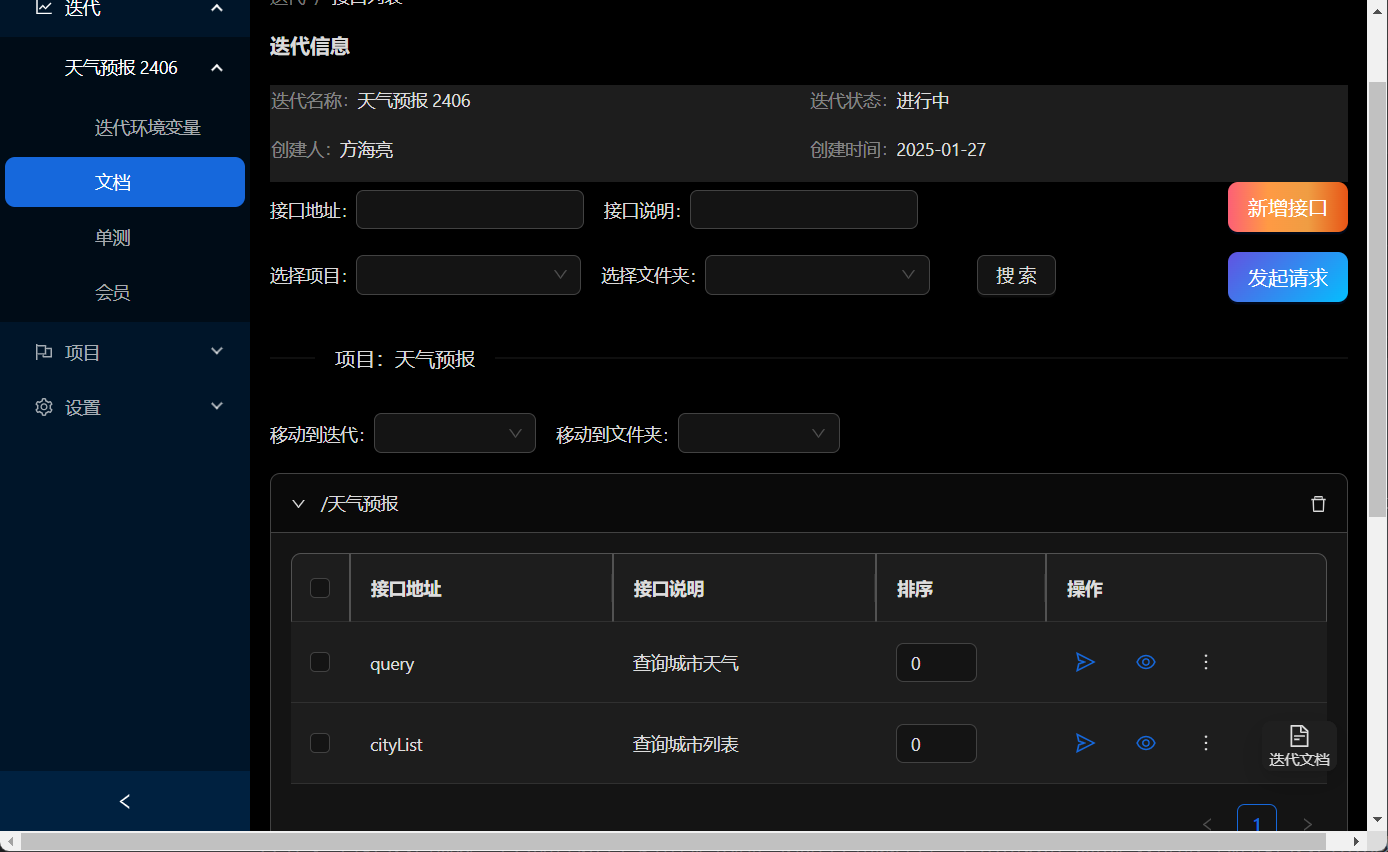 迭代
天气预报 2406
迭代环境变量
文档
单测
会员
项目
设置
迭代 / 接口列表
迭代信息
迭代名称: 天气预报 2406
迭代状态: 进行中
创建人: 方海亮
创建时间: 2025-01-27
接口地址:
接口说明:
新增接口
选择项目:
选择文件夹:
搜 索
发起请求
项目：天气预报
移动到迭代:
移动到文件夹:
/天气预报
接口地址 接口说明 排序 操作
query 查询城市天气 0
cityList 查询城市列表 0
迭代文档
1